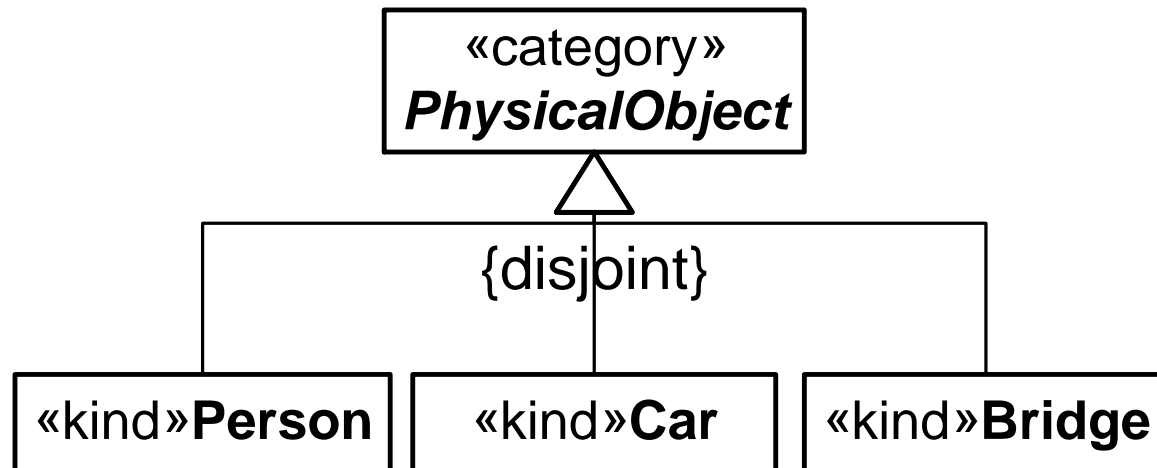 «category»
PhysicalObject
{disjoint}
«kind»Person
«kind»Car
«kind»Bridge